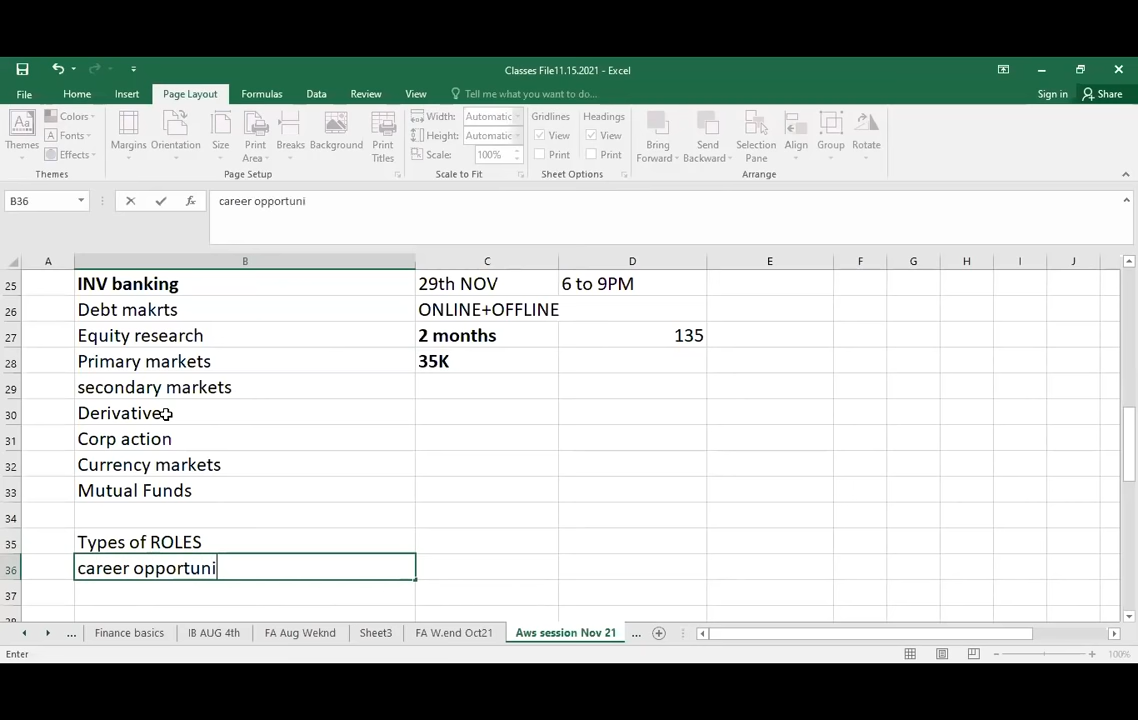 Classes File11.15.2021 - Excel
File Home Insert Page Layout Formulas Data Review View Tell me what you want to do... Sign in Share
Themes Colors Fonts Effects Margins Orientation Size Print Area Breaks Background Print Titles Width: Automatic Height: Automatic Scale: 100% Gridlines View Print Headings View Print Bring Forward Send Backward Selection Pane Align Group Rotate
Themes Page Setup Scale to Fit Sheet Options Arrange
B36 fx career opportuni
A B C D E F G H I J
25 INV banking 29th NOV 6 to 9PM
26 Debt makrts ONLINE+OFFLINE
27 Equity research 2 months 135
28 Primary markets 35K
29 secondary markets
30 Derivative
31 Corp action
32 Currency markets
33 Mutual Funds
34
35 Types of ROLES
36 career opportuni
37
... Finance basics IB AUG 4th FA Aug Weknd Sheet3 FA W.end Oct21 Aws session Nov 21 ...
Enter 100%